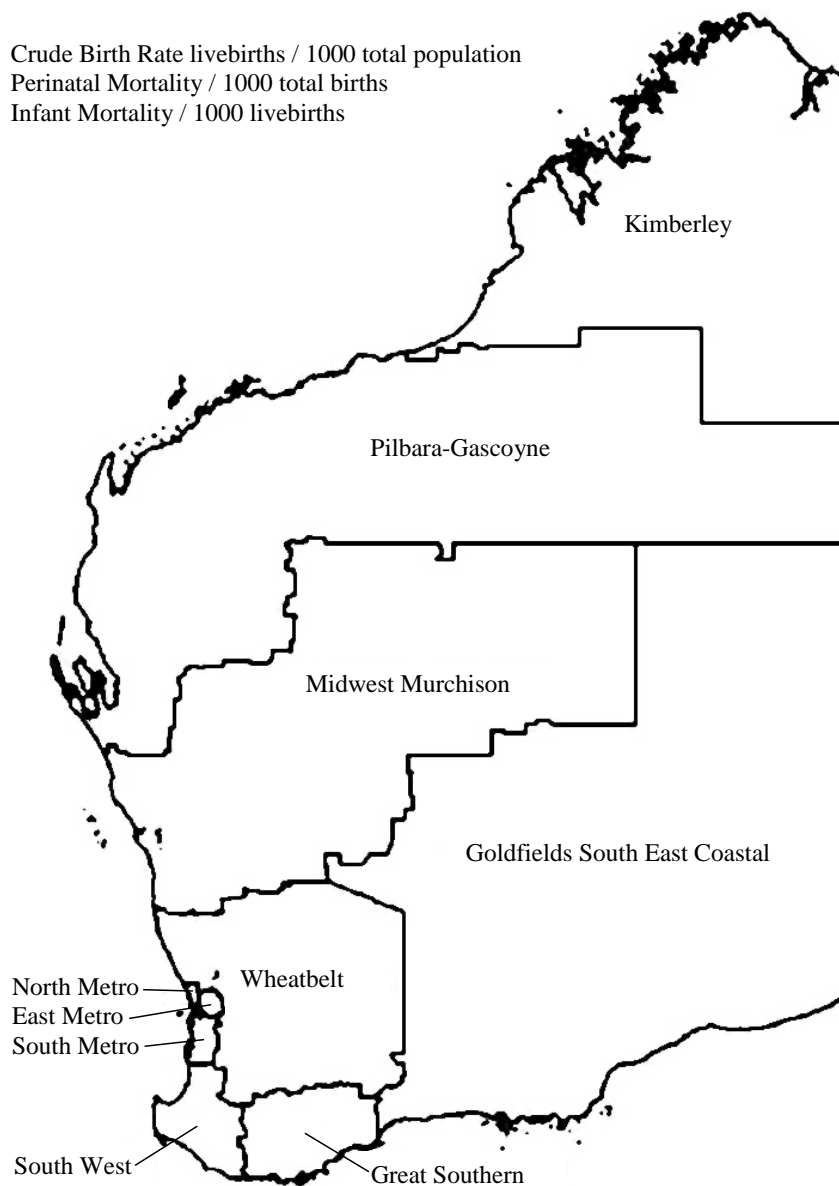 Crude Birth Rate livebirths / 1000 total population
Perinatal Mortality / 1000 total births
Infant Mortality / 1000 livebirths
Kimberley
Pilbara-Gascoyne
Midwest Murchison
Goldfields South East Coastal
Wheatbelt
North Metro
East Metro
South Metro
South West
Great Southern